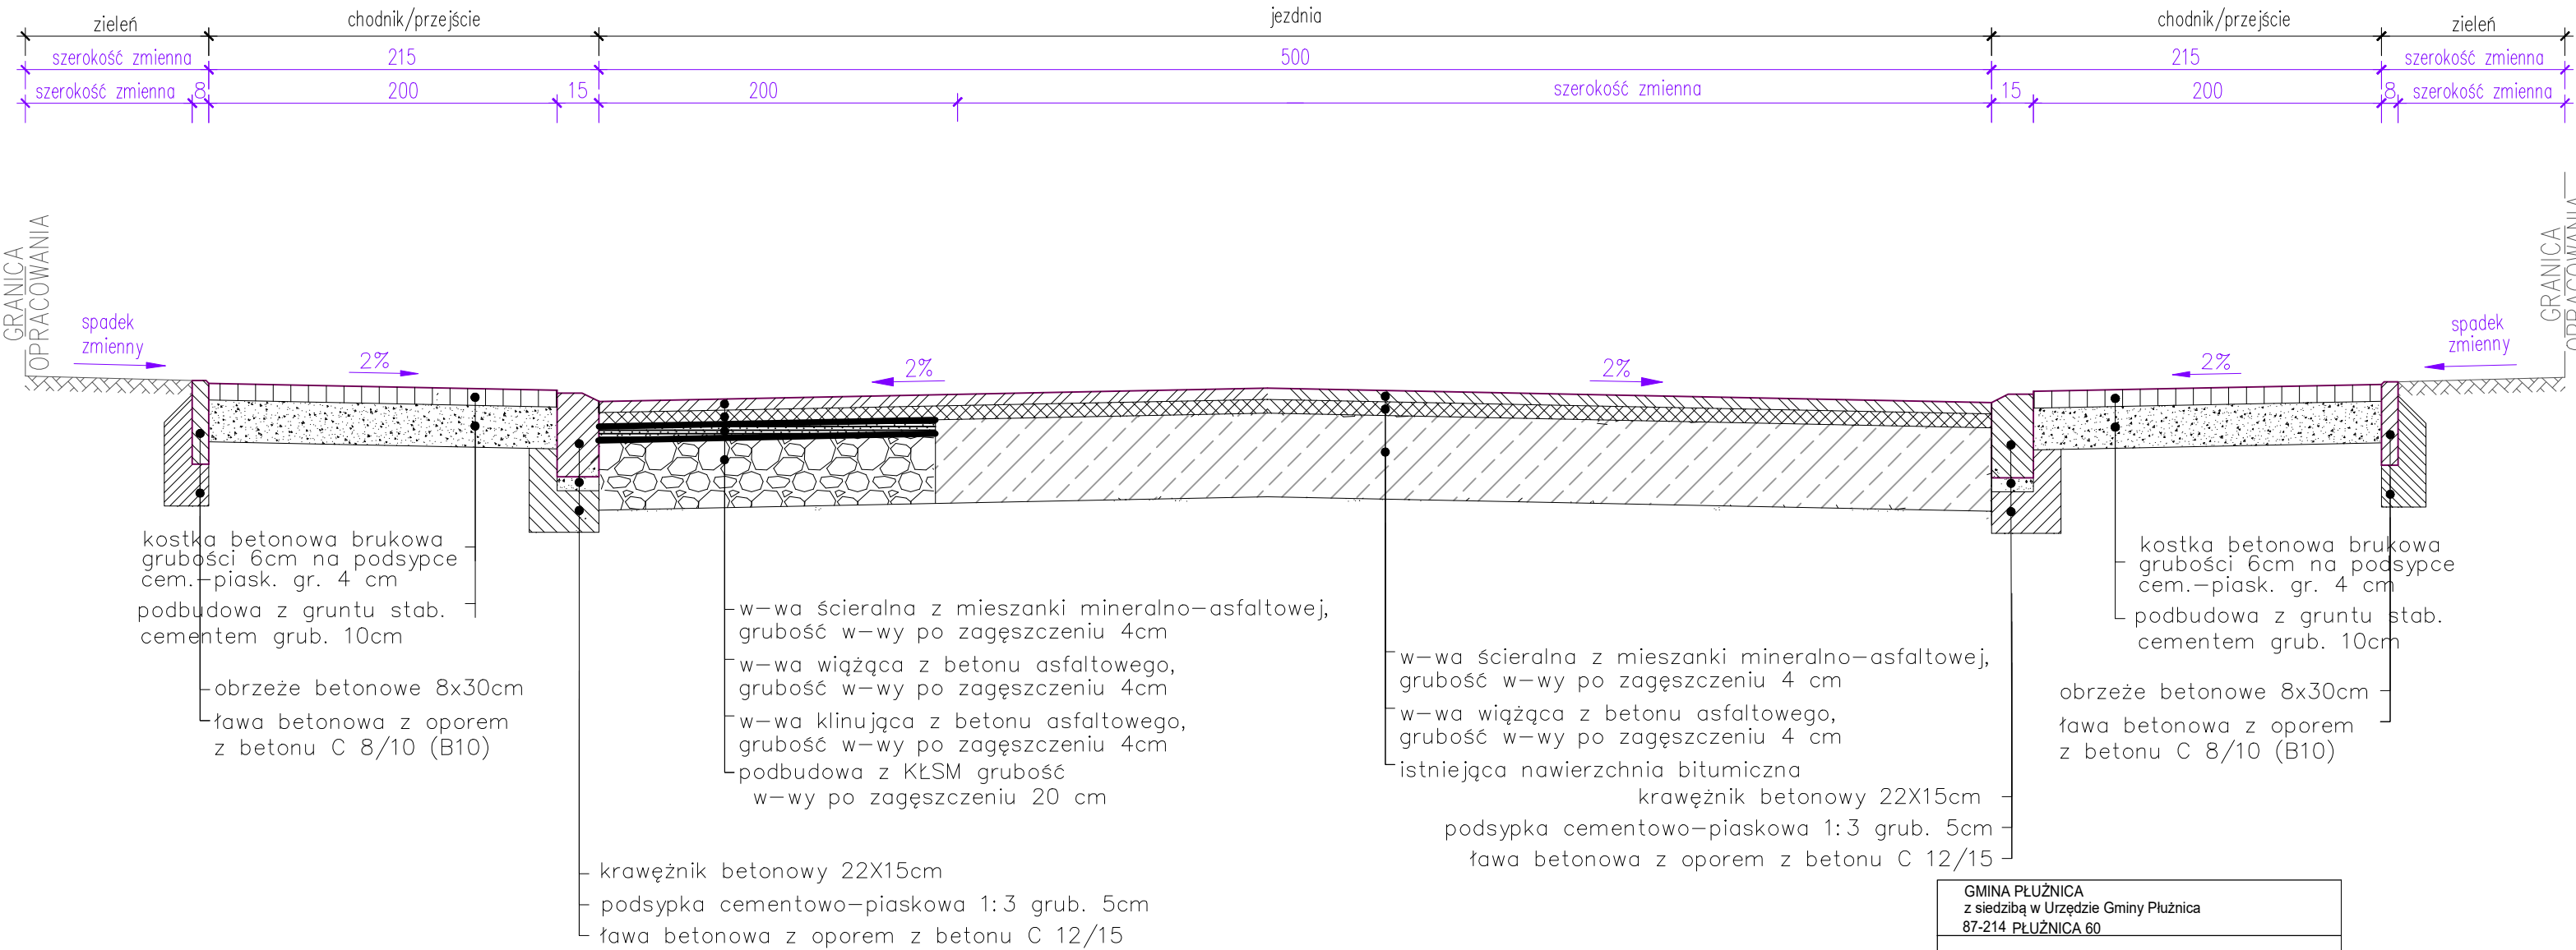 zieleń
chodnik/przejście
jezdnia
chodnik/przejście
zieleń
szerokość zmienna
215
500
215
szerokość zmienna
szerokość zmienna
8
200
15
200
szerokość zmienna
15
200
8
szerokość zmienna
GRANICA
OPRACOWANIA
GRANICA
OPRACOWANIA
spadek
zmienny
2%
2%
2%
2%
spadek
zmienny
kostka betonowa brukowa
grubości 6cm na podsypce
cem.-piask. gr. 4 cm
podbudowa z gruntu stab.
cementem grub. 10cm
obrzeże betonowe 8x30cm
ława betonowa z oporem
z betonu C 8/10 (B10)
w-wa ścieralna z mieszanki mineralno-asfaltowej,
grubość w-wy po zagęszczeniu 4cm
w-wa wiążąca z betonu asfaltowego,
grubość w-wy po zagęszczeniu 4cm
w-wa klinująca z betonu asfaltowego,
grubość w-wy po zagęszczeniu 4cm
podbudowa z KŁSM grubość
w-wy po zagęszczeniu 20 cm
krawężnik betonowy 22X15cm
podsypka cementowo-piaskowa 1:3 grub. 5cm
ława betonowa z oporem z betonu C 12/15
w-wa ścieralna z mieszanki mineralno-asfaltowej,
grubość w-wy po zagęszczeniu 4 cm
w-wa wiążąca z betonu asfaltowego,
grubość w-wy po zagęszczeniu 4 cm
istniejąca nawierzchnia bitumiczna
krawężnik betonowy 22X15cm
podsypka cementowo-piaskowa 1:3 grub. 5cm
ława betonowa z oporem z betonu C 12/15
kostka betonowa brukowa
grubości 6cm na podsypce
cem.-piask. gr. 4 cm
podbudowa z gruntu stab.
cementem grub. 10cm
obrzeże betonowe 8x30cm
ława betonowa z oporem
z betonu C 8/10 (B10)
GMINA PŁUŻNICA
z siedzibą w Urzędzie Gminy Płużnica
87-214 PŁUŻNICA 60